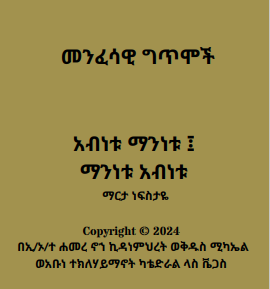 መንፈሳዊ ግጥሞች
አብነቱ ማንነቱ ፤
ማንነቱ አብነቱ
ማርታ ነፍስታዬ
Copyright © 2024
በኢ/ኦ/ተ ሐመረ ኖኀ ኪዳነምህረት ወቅዱስ ሚካኤል
ወአቡነ ተክለሃይማኖት ካቴድራል ላስ ቬጋስ